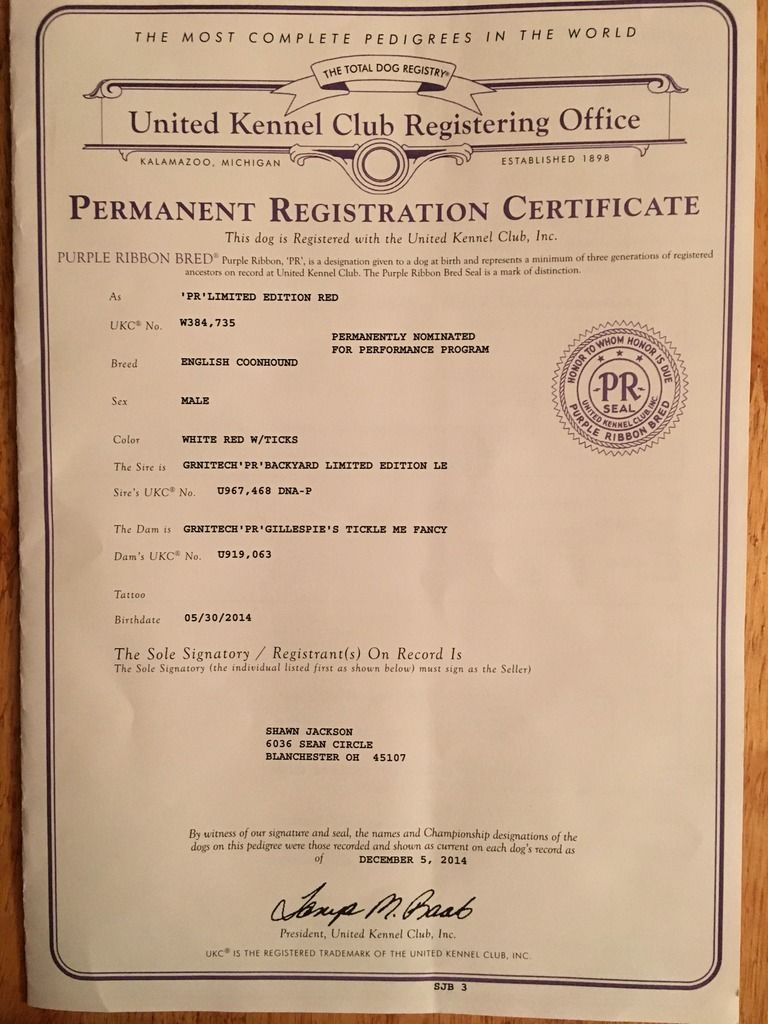 THE MOST COMPLETE PEDIGREES IN THE WORLD
THE TOTAL DOG REGISTRY®
United Kennel Club Registering Office
KALAMAZOO, MICHIGAN
ESTABLISHED 1898
PERMANENT REGISTRATION CERTIFICATE
This dog is Registered with the United Kennel Club, Inc.
PURPLE RIBBON BRED® Purple Ribbon, 'PR', is a designation given to a dog at birth and represents a minimum of three generations of registered
ancestors on record at United Kennel Club. The Purple Ribbon Bred Seal is a mark of distinction.
As 'PR'LIMITED EDITION RED
UKC® No. W384,735
PERMANENTLY NOMINATED
FOR PERFORMANCE PROGRAM
Breed ENGLISH COONHOUND
HONOR TO WHOM HONOR IS DUE
PR
SEAL
UNITED KENNEL CLUB, INC.
PURPLE RIBBON BRED
Sex MALE
Color WHITE RED W/TICKS
The Sire is GRNITECH'PR'BACKYARD LIMITED EDITION LE
Sire's UKC® No. U967,468 DNA-P
The Dam is GRNITECH'PR'GILLESPIE'S TICKLE ME FANCY
Dam's UKC® No. U919,063
Tattoo
Birthdate 05/30/2014
The Sole Signatory / Registrant(s) On Record Is
The Sole Signatory (the individual listed first as shown below) must sign as the Seller)
SHAWN JACKSON
6036 SEAN CIRCLE
BLANCHESTER OH 45107
By witness of our signature and seal, the names and Championship designations of the
dogs on this pedigree were those recorded and shown as current on each dog's record as
of DECEMBER 5, 2014
Tanya M. Raab
President, United Kennel Club, Inc.
UKC® IS THE REGISTERED TRADEMARK OF THE UNITED KENNEL CLUB, INC.
SJB 3